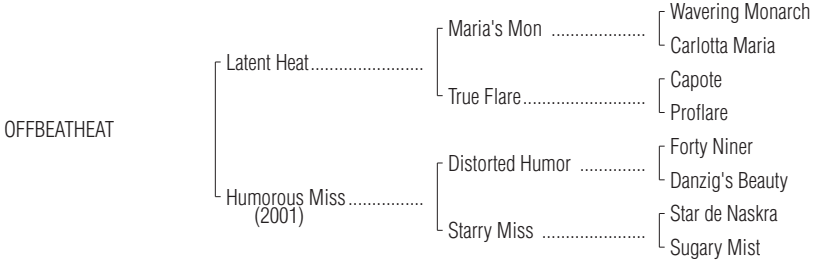 Wavering Monarch
Maria's Mon ......................
Carlotta Maria
Latent Heat.......................
Capote
True Flare.........................
Proflare
OFFBEATHEAT
Forty Niner
Distorted Humor ...............
Danzig's Beauty
Humorous Miss................
(2001)
Star de Naskra
Starry Miss ......................
Sugary Mist